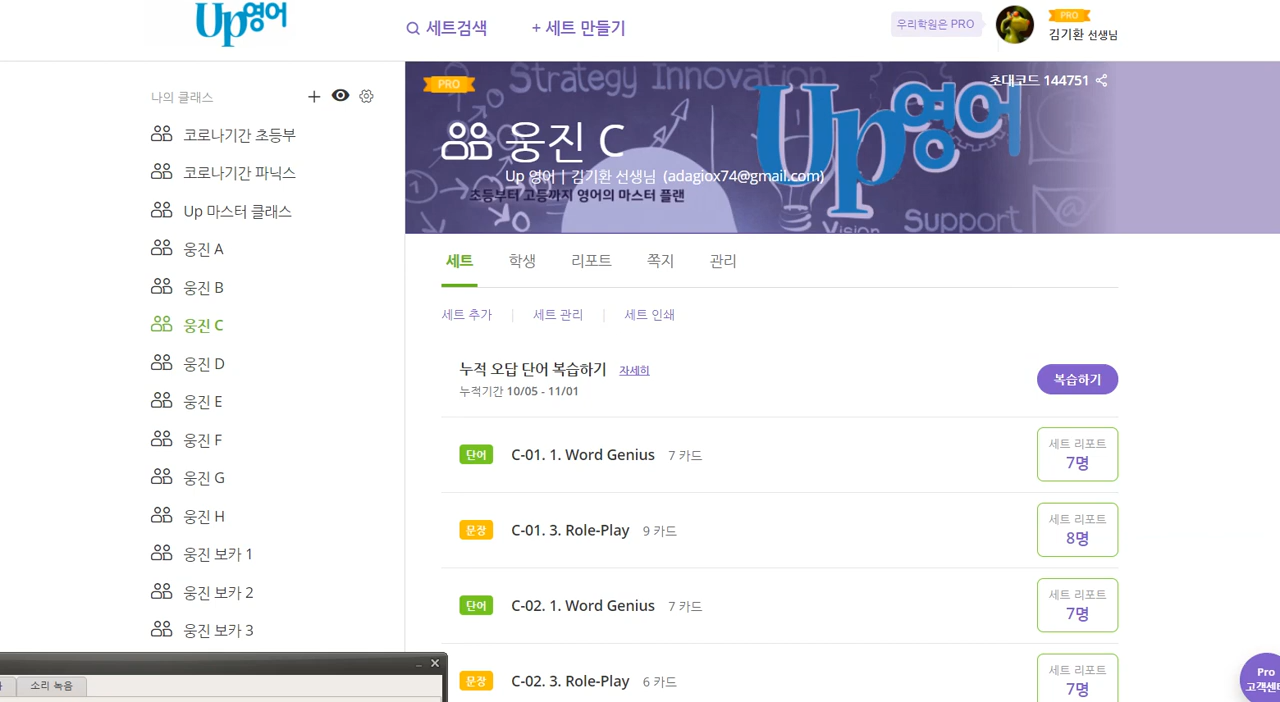 Up영어
세트검색
+ 세트 만들기
우리학원은 PRO
PRO
김기환 선생님
나의 클래스
코로나기간 초등부
코로나기간 파닉스
Up 마스터 클래스
웅진 A
웅진 B
웅진 C
웅진 D
웅진 E
웅진 F
웅진 G
웅진 H
웅진 보카 1
웅진 보카 2
웅진 보카 3
소리 녹음
PRO
Strategy Innovation
초대코드 144751
Up영어
웅진 C
Up 영어 | 김기환 선생님 (adagiox74@gmail.com)
초등부터 고등까지 영어의 마스터 플랜
Vision
Support
세트 학생 리포트 쪽지 관리
세트 추가 | 세트 관리 | 세트 인쇄
누적 오답 단어 복습하기 자세히
누적기간 10/05 - 11/01
복습하기
단어 C-01. 1. Word Genius 7 카드
세트 리포트
7명
문장 C-01. 3. Role-Play 9 카드
세트 리포트
8명
단어 C-02. 1. Word Genius 7 카드
세트 리포트
7명
문장 C-02. 3. Role-Play 6 카드
세트 리포트
7명
Pro